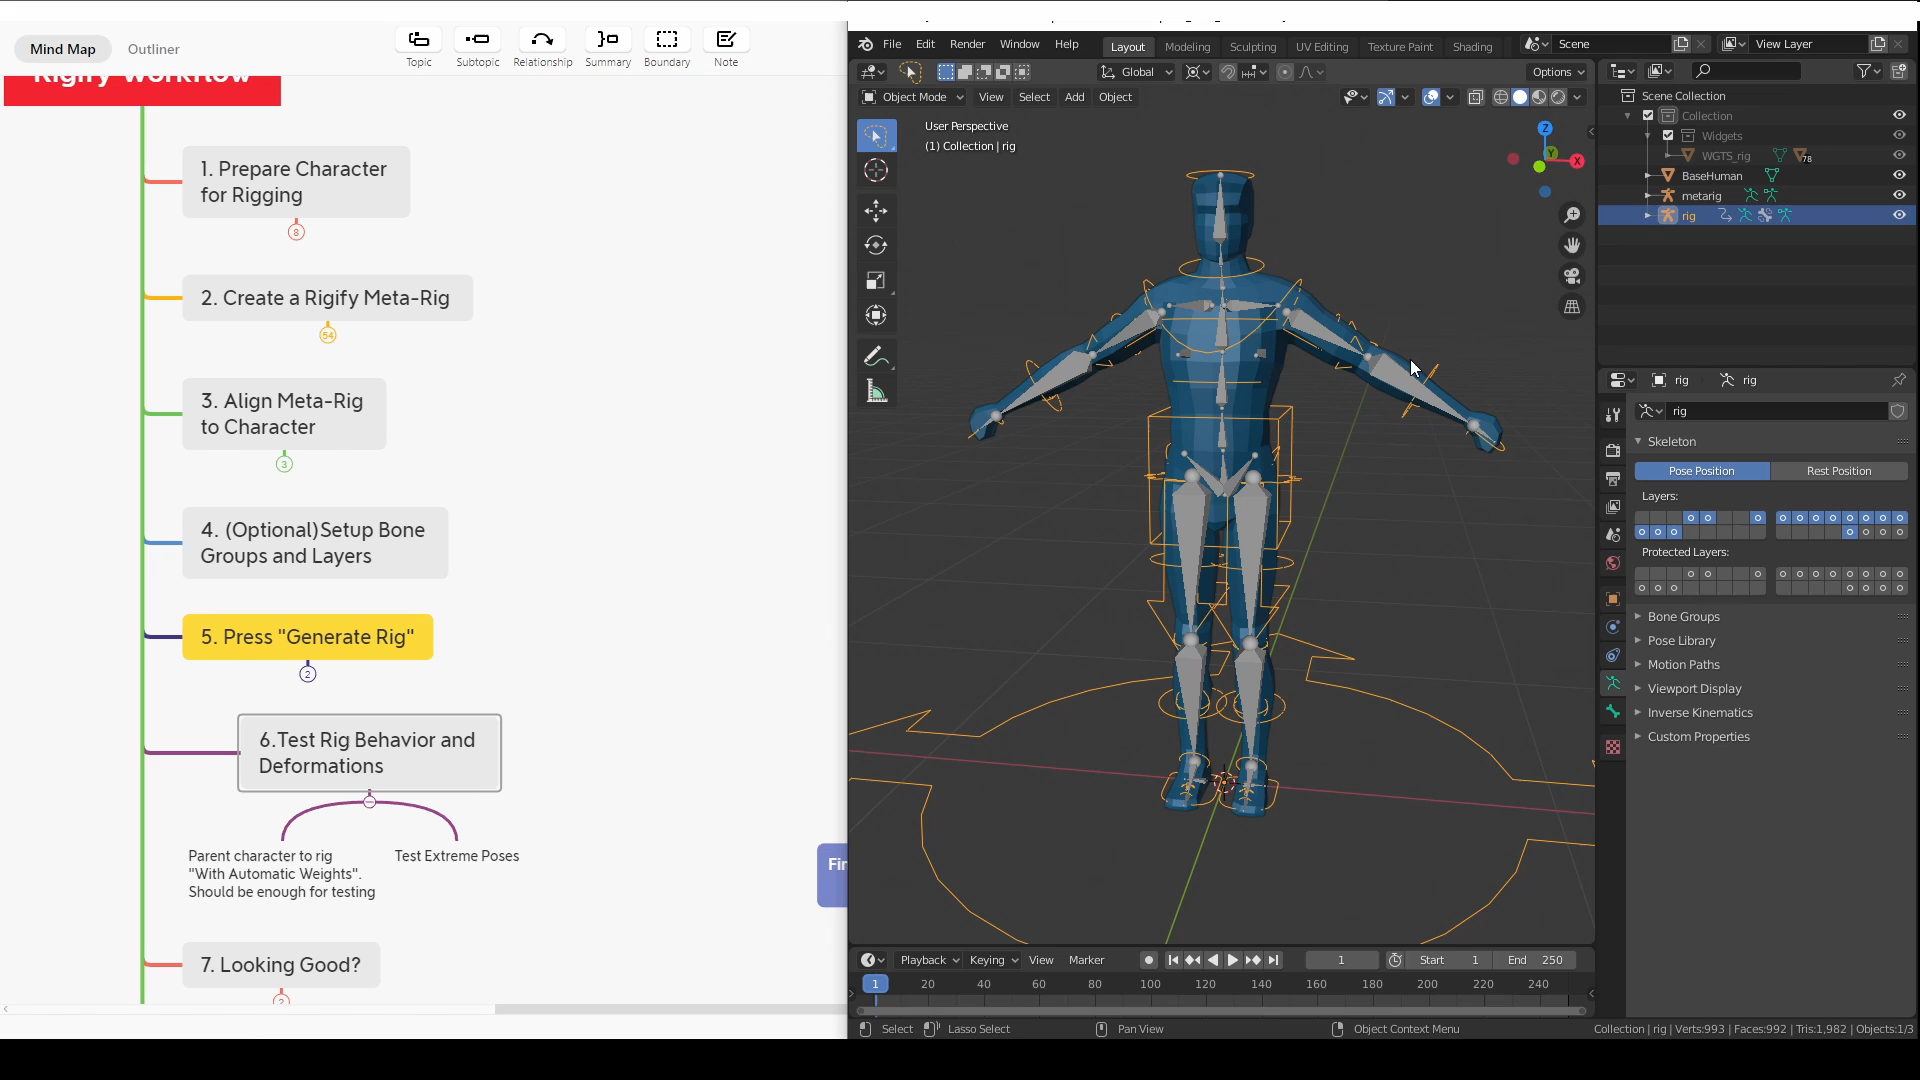 Mind Map
Outliner
Topic
Subtopic
Relationship
Summary
Boundary
Note
Rigify Workflow
1. Prepare Character
for Rigging
8
2. Create a Rigify Meta-Rig
54
3. Align Meta-Rig
to Character
3
4. (Optional)Setup Bone
Groups and Layers
5. Press "Generate Rig"
2
6.Test Rig Behavior and
Deformations
Parent character to rig
"With Automatic Weights".
Should be enough for testing
Test Extreme Poses
7. Looking Good?
2
File Edit Render Window Help
Layout Modeling Sculpting UV Editing Texture Paint Shading
Scene
View Layer
Global
Options
Object Mode View Select Add Object
User Perspective
(1) Collection | rig
Z
Y
X
Scene Collection
Collection
Widgets
WGTS_rig 78
BaseHuman
metarig
rig
rig rig
rig
Skeleton
Pose Position Rest Position
Layers:
Protected Layers:
Bone Groups
Pose Library
Motion Paths
Viewport Display
Inverse Kinematics
Custom Properties
Playback Keying View Marker
1
Start 1
End 250
1 20 40 60 80 100 120 140 160 180 200 220 240
Select Lasso Select Pan View Object Context Menu
Collection | rig | Verts:993 | Faces:992 | Tris:1,982 | Objects:1/3